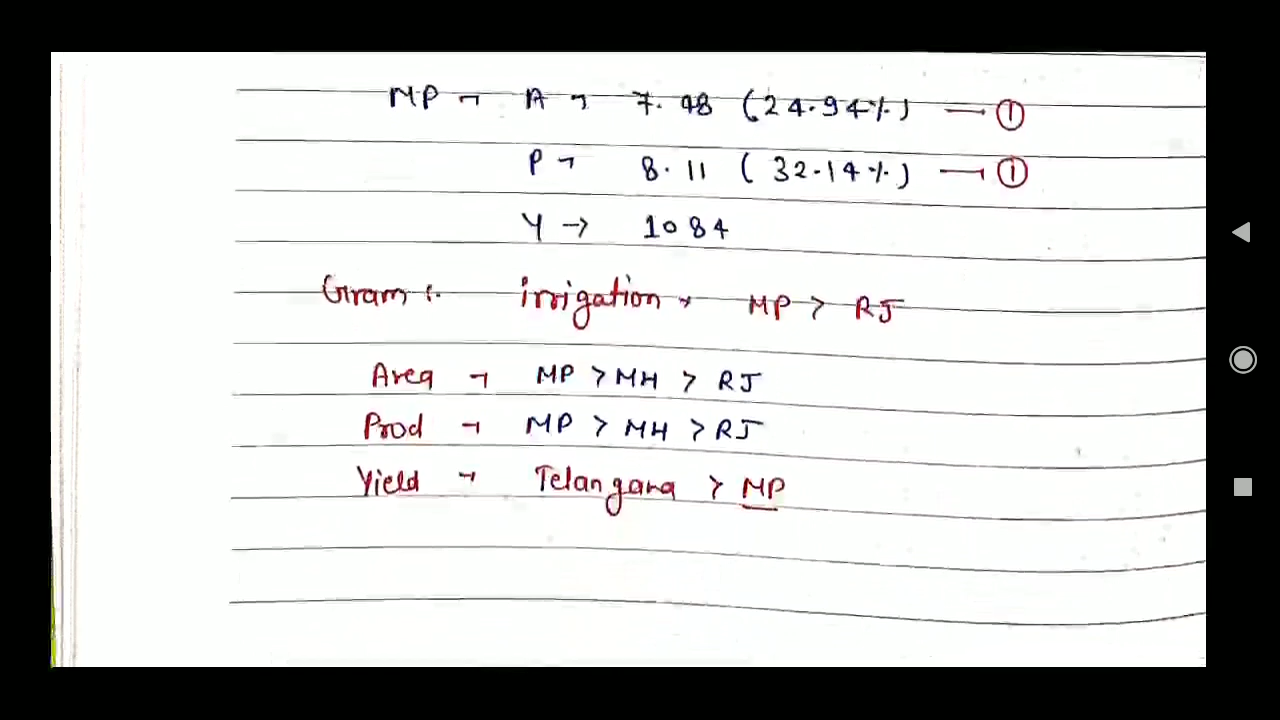 MP → A → 7.48 (24.94%) — ①
P → 8.11 (32.14%) — ①
Y → 1084
Gram :- irrigation → MP > RJ
Area → MP > MH > RJ
Prod → MP > MH > RJ
Yield → Telangana > MP